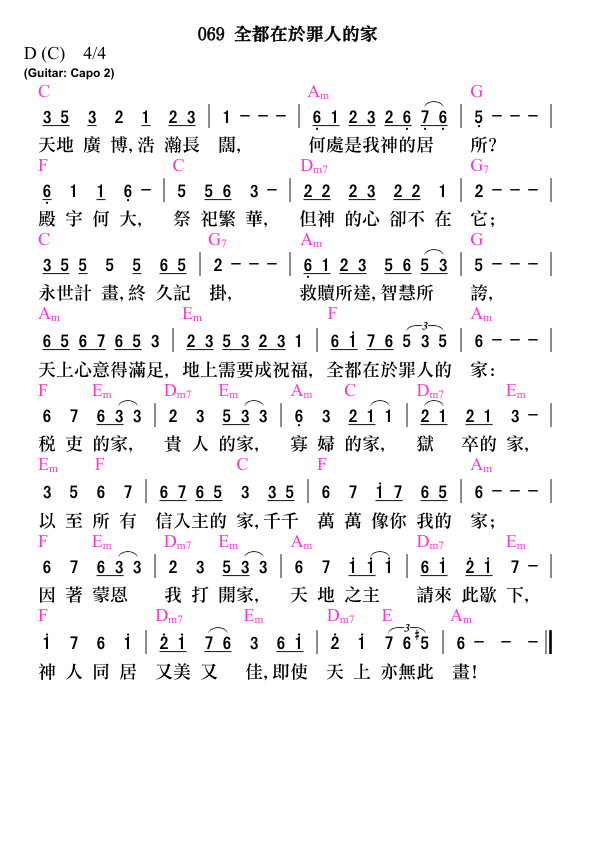 069 全都在於罪人的家
D (C) 4/4
(Guitar: Capo 2)
C Am G
3 5 3 2 1 2 3 | 1 - - - | 6 1 2 3 2 6 7 6 | 5 - - - |
天地 廣 博, 浩 瀚長 闊, 何處是我神的居 所?
F C Dm7 G7
6 1 1 6 - | 5 5 6 3 - | 2 2 2 3 2 2 1 | 2 - - - |
殿 宇 何 大, 祭 祀繁 華, 但神 的心 卻不 在 它;
C G7 Am G
3 5 5 5 5 6 5 | 2 - - - | 6 1 2 3 5 6 5 3 | 5 - - - |
永世計 畫, 終 久記 掛, 救贖所達, 智慧所 誇,
Am Em F Am
6 5 6 7 6 5 3 | 2 3 5 3 2 3 1 | 6 i 7 6 5 3 5 | 6 - - - |
天上心意得滿足, 地上需要成祝福, 全都在於罪人的 家:
F Em Dm7 Em Am C Dm7 Em
6 7 6 3 3 | 2 3 5 3 3 | 6 3 2 1 1 | 2 1 2 1 3 - |
稅 吏 的家, 貴 人 的家, 寡 婦 的家, 獄 卒的 家,
Em F C F Am
3 5 6 7 | 6 7 6 5 3 3 5 | 6 7 i 7 6 5 | 6 - - - |
以 至 所 有 信入主的 家, 千千 萬 萬 像你 我的 家;
F Em Dm7 Em Am Dm7 Em
6 7 6 3 3 | 2 3 5 3 3 | 6 7 i i i | 6 i 2 i 7 - |
因 著 蒙恩 我 打 開家, 天 地 之主 請來 此歇 下,
F Dm7 Em Dm7 E Am
i 7 6 i | 2 i 7 6 3 6 i | 2 i 7 #6 5 | 6 - - - ||
神 人 同 居 又美 又 佳, 即使 天 上 亦無此 畫!